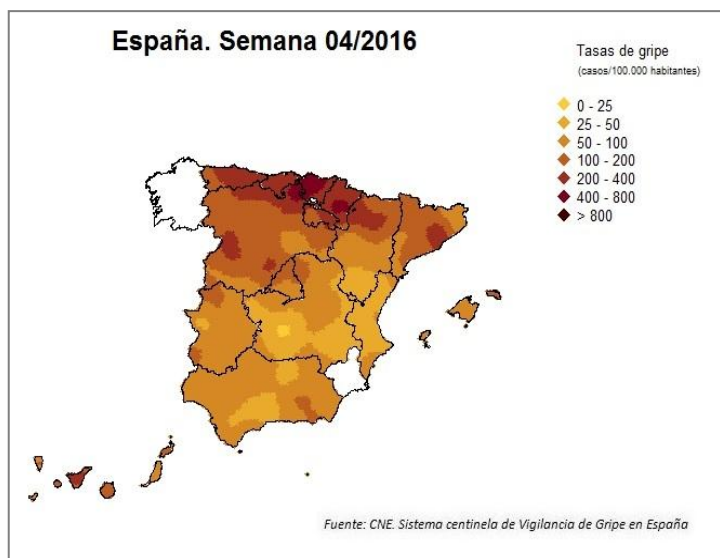 España. Semana 04/2016
Tasas de gripe
(casos/100.000 habitantes)
0 - 25
25 - 50
50 - 100
100 - 200
200 - 400
400 - 800
> 800
Fuente: CNE. Sistema centinela de Vigilancia de Gripe en España